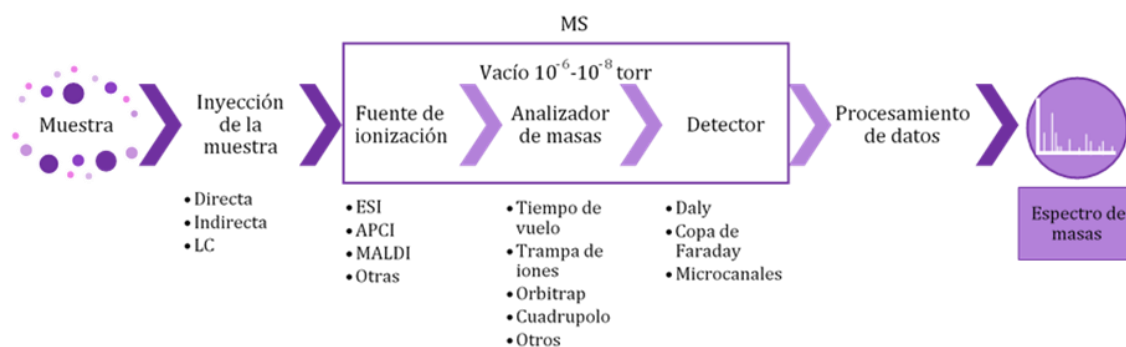 MS
Vacío 10⁻⁶-10⁻⁸ torr
Muestra
Inyección
de la
muestra
Fuente de
ionización
Analizador
de masas
Detector
Procesamiento
de datos
• Directa
• Indirecta
• LC
• ESI
• APCI
• MALDI
• Otras
• Tiempo de
vuelo
• Trampa de
iones
• Orbitrap
• Cuadrupolo
• Otros
• Daly
• Copa de
Faraday
• Microcanales
Espectro de
masas